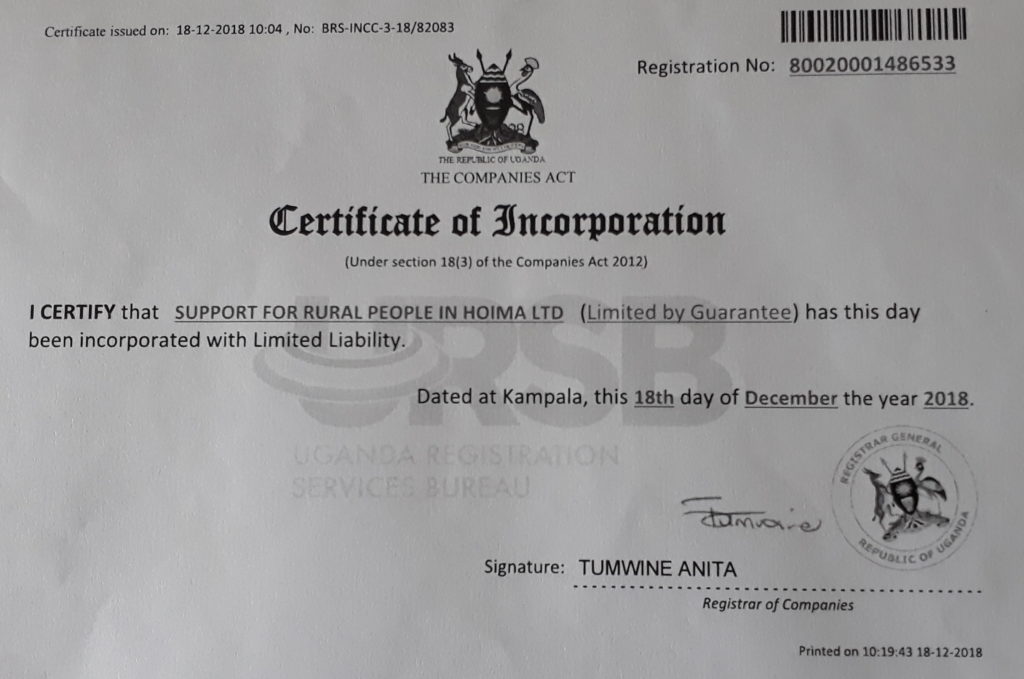 Certificate issued on: 18-12-2018 10:04 , No: BRS-INCC-3-18/82083
Registration No: 80020001486533
THE REPUBLIC OF UGANDA
THE COMPANIES ACT
Certificate of Incorporation
(Under section 18(3) of the Companies Act 2012)
I CERTIFY that SUPPORT FOR RURAL PEOPLE IN HOIMA LTD (Limited by Guarantee) has this day
been incorporated with Limited Liability.
URSB
Dated at Kampala, this 18th day of December the year 2018.
UGANDA REGISTRATION
SERVICES BUREAU
REGISTRAR GENERAL
REPUBLIC OF UGANDA
Tumwine
Signature: TUMWINE ANITA
Registrar of Companies
Printed on 10:19:43 18-12-2018